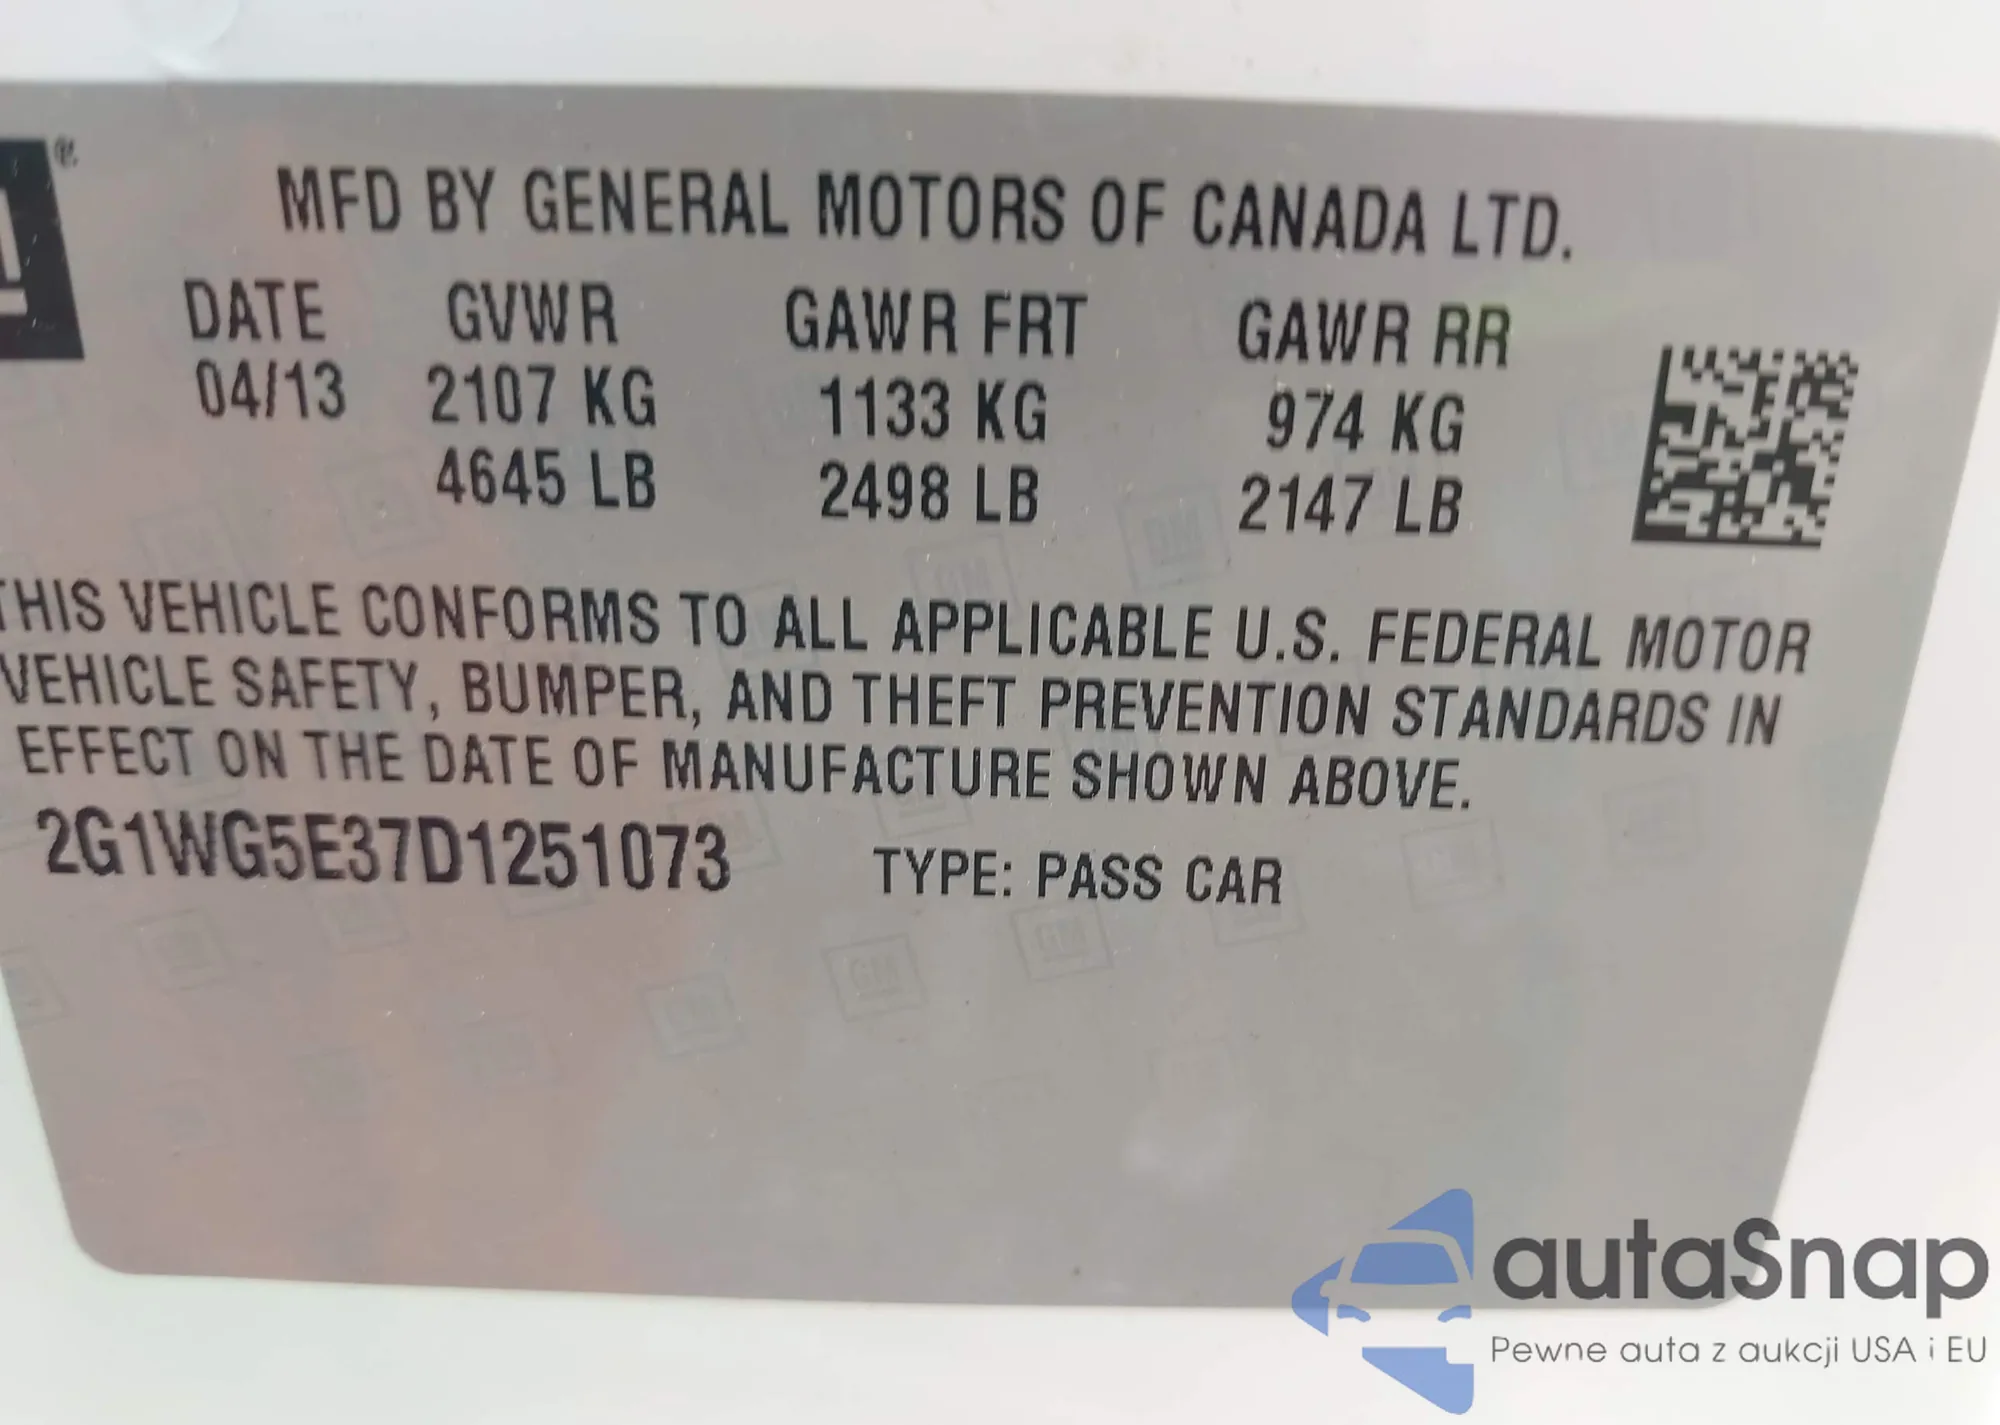 MFD BY GENERAL MOTORS OF CANADA LTD.
DATE GVWR GAWR FRT GAWR RR
04/13 2107 KG 1133 KG 974 KG
4645 LB 2498 LB 2147 LB
THIS VEHICLE CONFORMS TO ALL APPLICABLE U.S. FEDERAL MOTOR
VEHICLE SAFETY, BUMPER, AND THEFT PREVENTION STANDARDS IN
EFFECT ON THE DATE OF MANUFACTURE SHOWN ABOVE.
2G1WG5E37D1251073 TYPE: PASS CAR
autaSnap
Pewne auta z aukcji USA i EU